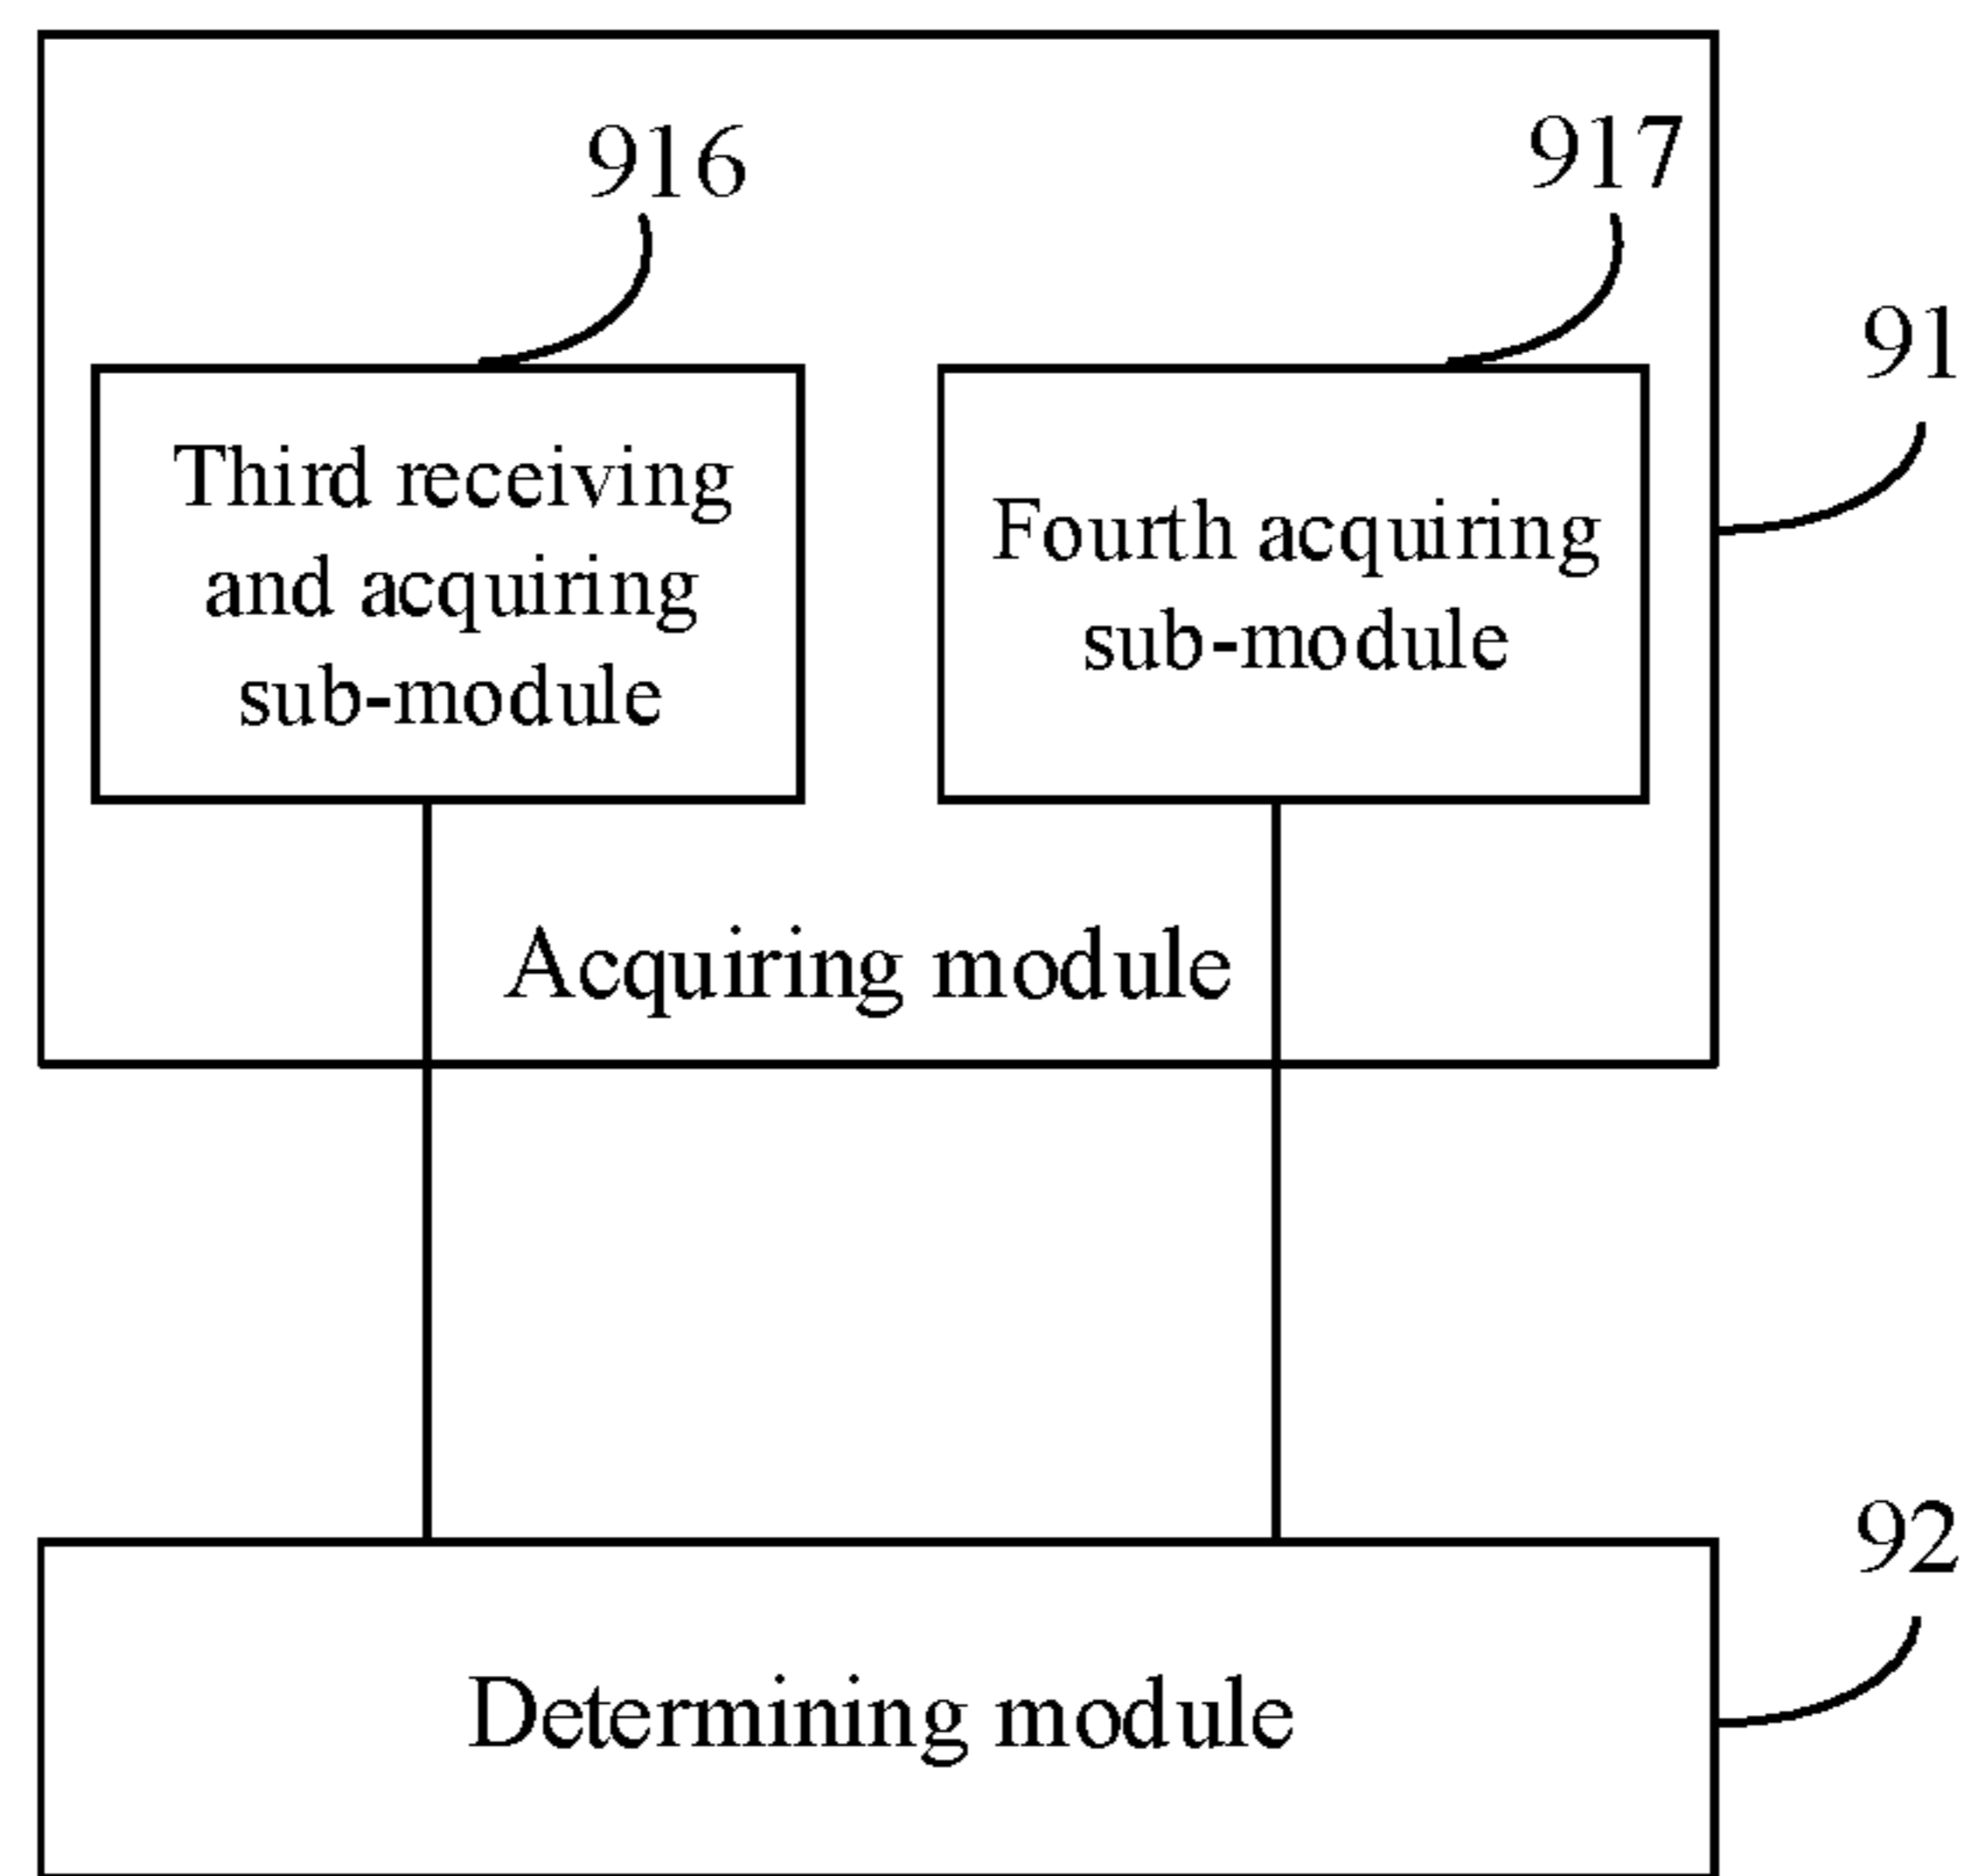 916
917
91
Third receiving
and acquiring
sub-module
Fourth acquiring
sub-module
Acquiring module
92
Determining module